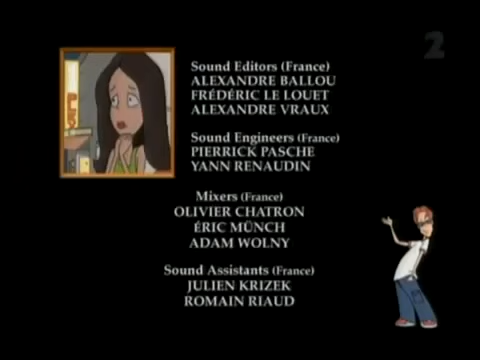 2
Sound Editors (France)
ALEXANDRE BALLOU
FRÉDÉRIC LE LOUET
ALEXANDRE VRAUX
Sound Engineers (France)
PIERRICK PASCHE
YANN RENAUDIN
Mixers (France)
OLIVIER CHATRON
ÉRIC MÜNCH
ADAM WOLNY
Sound Assistants (France)
JULIEN KRIZEK
ROMAIN RIAUD